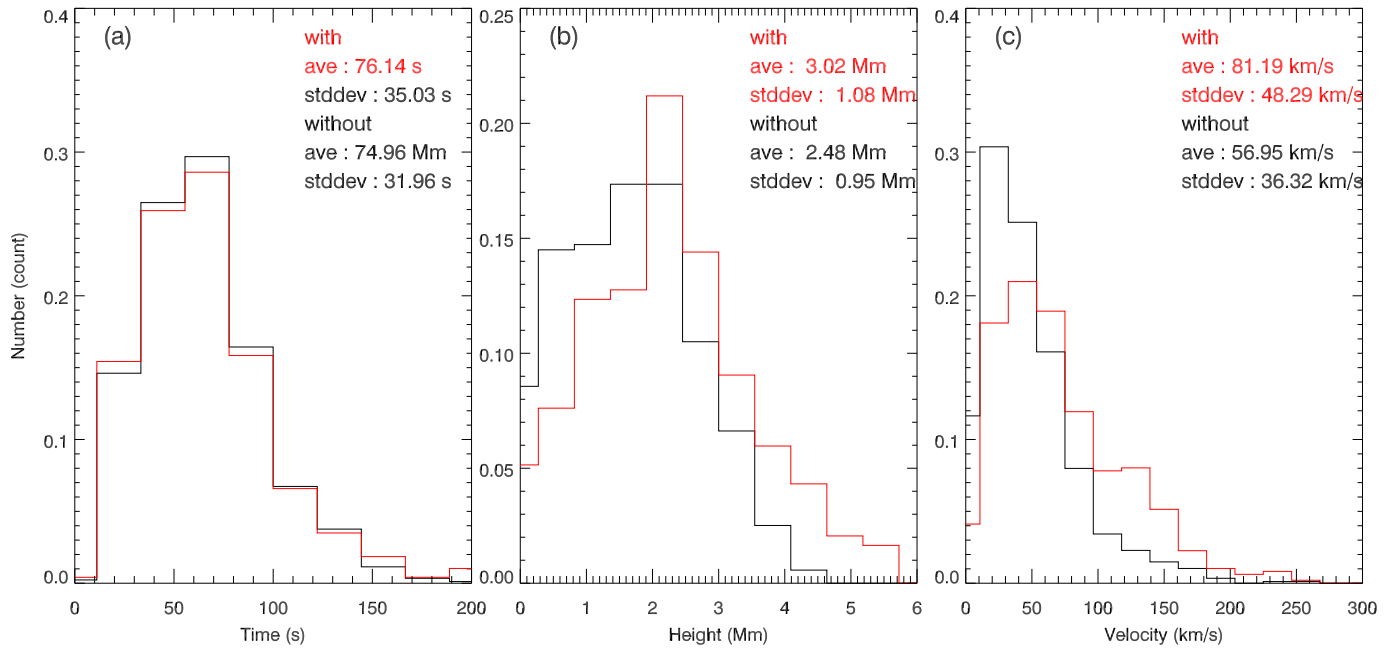 (a)
with
ave : 76.14 s
stddev : 35.03 s
without
ave : 74.96 Mm
stddev : 31.96 s
0.4
0.3
0.2
0.1
0.0
Number (count)
0
50
100
150
200
Time (s)
(b)
with
ave : 3.02 Mm
stddev : 1.08 Mm
without
ave : 2.48 Mm
stddev : 0.95 Mm
0.25
0.20
0.15
0.10
0.05
0.00
0
1
2
3
4
5
6
Height (Mm)
(c)
with
ave : 81.19 km/s
stddev : 48.29 km/s
without
ave : 56.95 km/s
stddev : 36.32 km/s
0.4
0.3
0.2
0.1
0.0
0
50
100
150
200
250
300
Velocity (km/s)